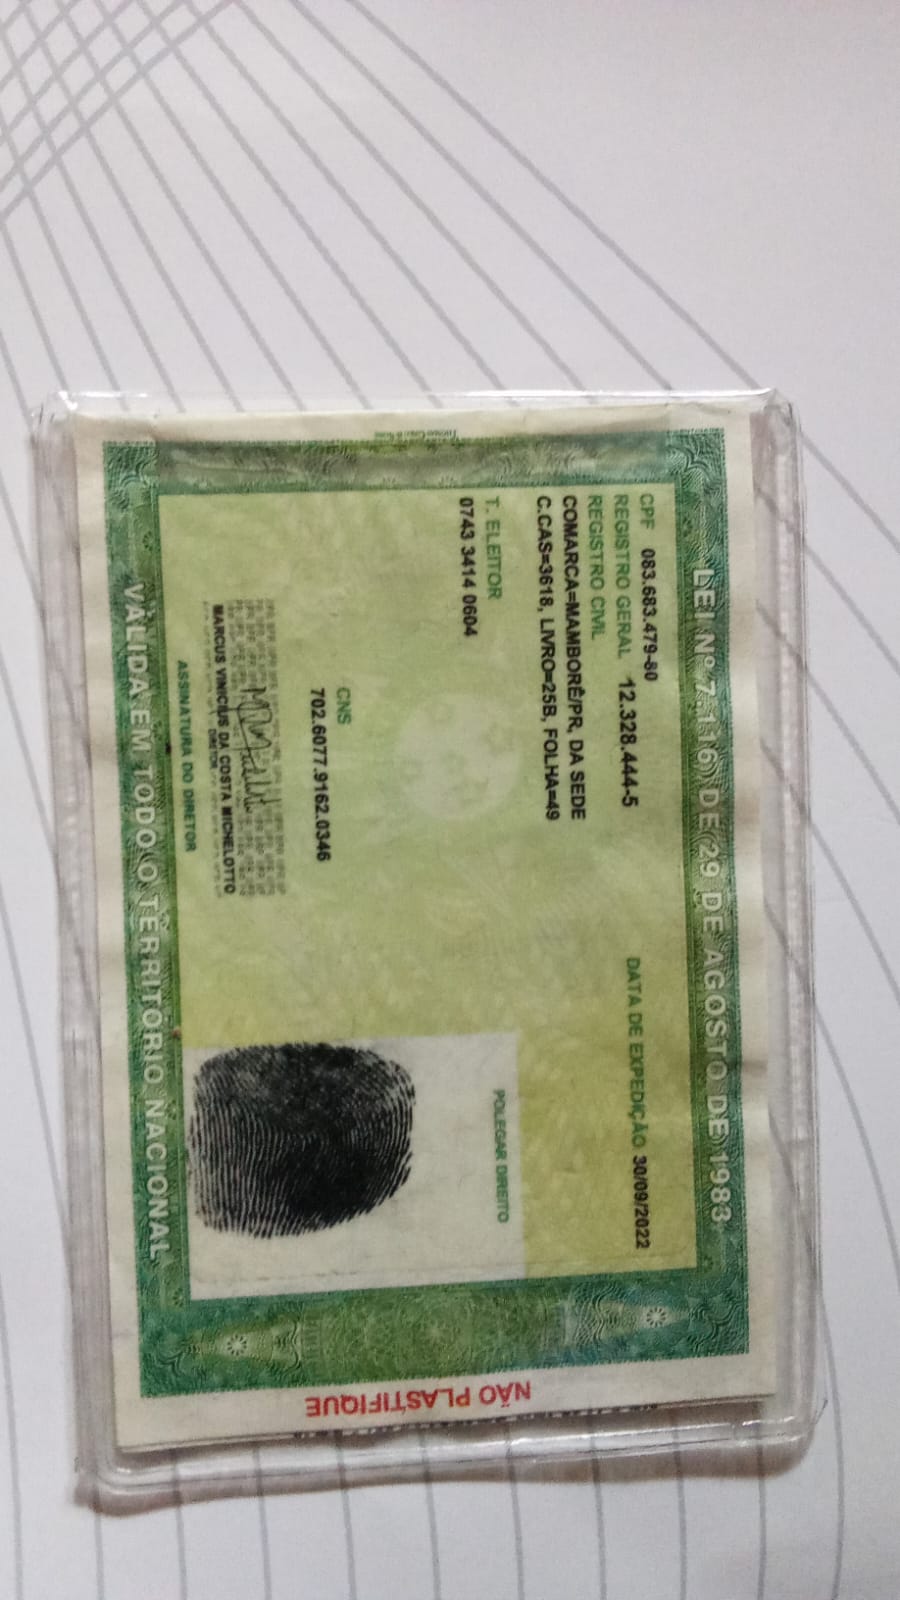 LEI Nº 7.116 DE 29 DE AGOSTO DE 1983
CPF 083.683.479-80
REGISTRO GERAL 12.328.444-5
DATA DE EXPEDIÇÃO 30/09/2022
REGISTRO CIVIL
COMARCA=MAMBORÊ/PR, DA SEDE
C.CAS=3618, LIVRO=25B, FOLHA=49
T. ELEITOR
0743 3414 0604
POLEGAR DIREITO
CNS
702.6077.9162.0346
MARCUS VINICIUS DA COSTA MICHELOTTO
DIRETOR
ASSINATURA DO DIRETOR
VÁLIDA EM TODO O TERRITÓRIO NACIONAL
NÃO PLASTIFIQUE